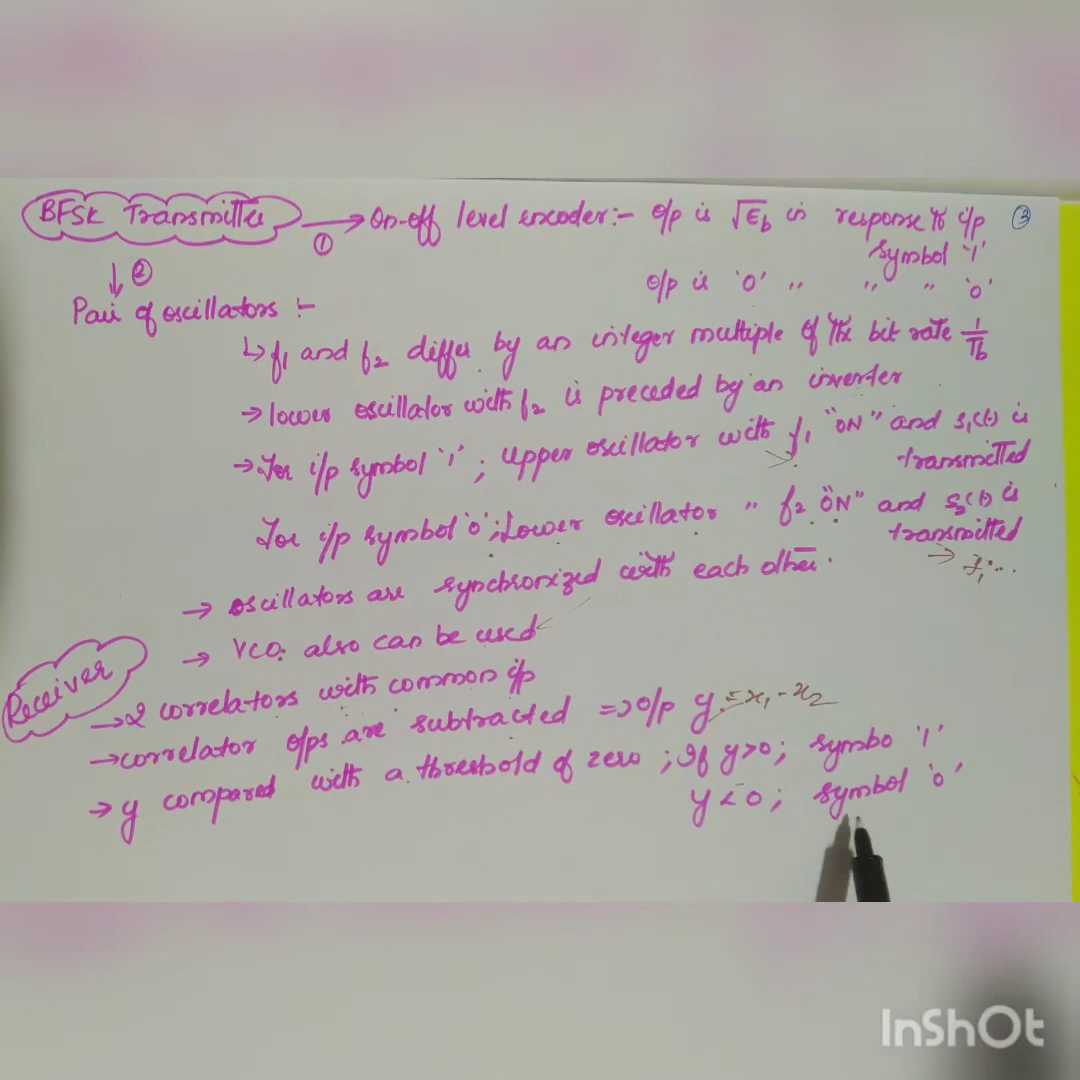 BFSK Transmitter ① → On-off level encoder:- o/p is √Eb in response to i/p ③
symbol '1'
↓ ② o/p is '0' ,, ,, ,, '0'
Pair of oscillators :-
↳ f1 and f2 differ by an integer multiple of the bit rate 1/Tb
→ lower oscillator with f2 is preceded by an inverter
→ For i/p symbol '1' ; upper oscillator with f1 "ON" and s1(t) is
transmitted
For i/p symbol '0'; Lower oscillator ,, f2 "ON" and s2(t) is
transmitted
→ f1...
→ oscillators are synchronized with each other.
→ VCO also can be used
Receiver
→ 2 correlators with common i/p
→ correlator o/ps are subtracted => o/p y = x1 - x2
→ y compared with a threshold of zero ; If y>0; symbo '1'
y < 0; symbol '0'
InShOt